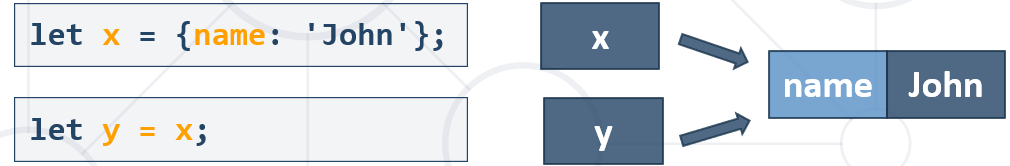 let x = {name: 'John'};
let y = x;
x
y
name John